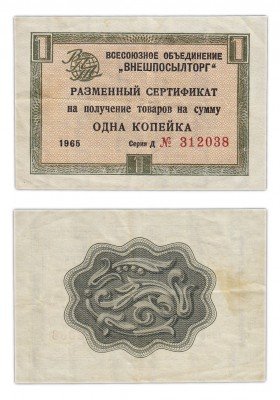 1
ВСЕСОЮЗНОЕ ОБЪЕДИНЕНИЕ
1
„ВНЕШПОСЫЛТОРГ"
РАЗМЕННЫЙ СЕРТИФИКАТ
на получение товаров на сумму
ОДНА КОПЕЙКА
1965 Серия Д № 312038
1